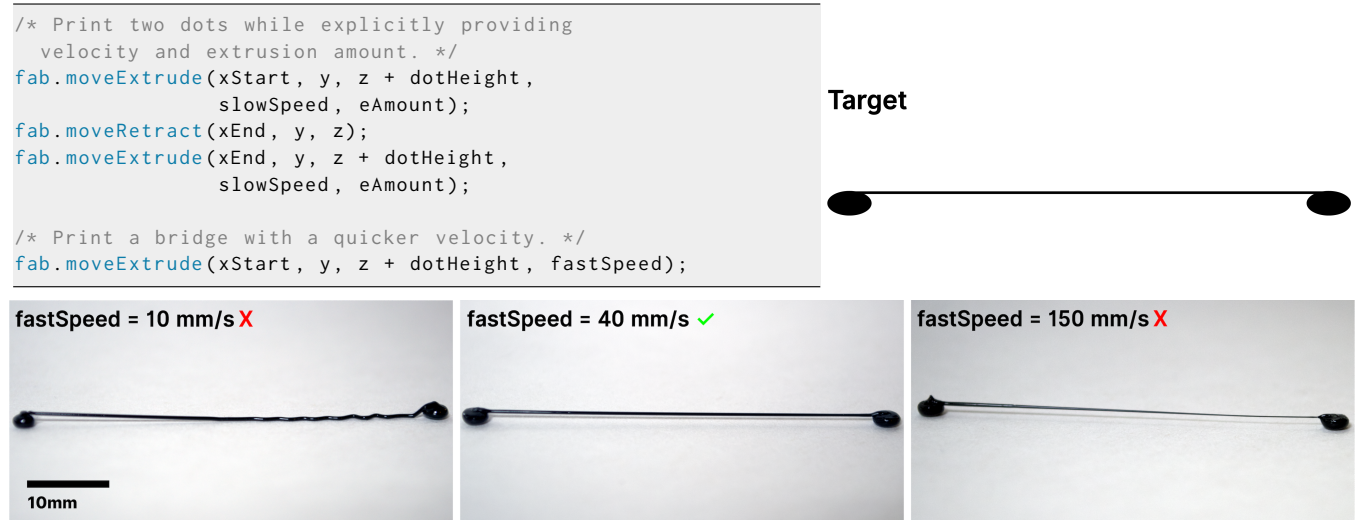 /* Print two dots while explicitly providing
velocity and extrusion amount. */
fab.moveExtrude(xStart, y, z + dotHeight,
slowSpeed, eAmount);
fab.moveRetract(xEnd, y, z);
fab.moveExtrude(xEnd, y, z + dotHeight,
slowSpeed, eAmount);
/* Print a bridge with a quicker velocity. */
fab.moveExtrude(xStart, y, z + dotHeight, fastSpeed);
Target
fastSpeed = 10 mm/s X
fastSpeed = 40 mm/s ✓
fastSpeed = 150 mm/s X
10mm